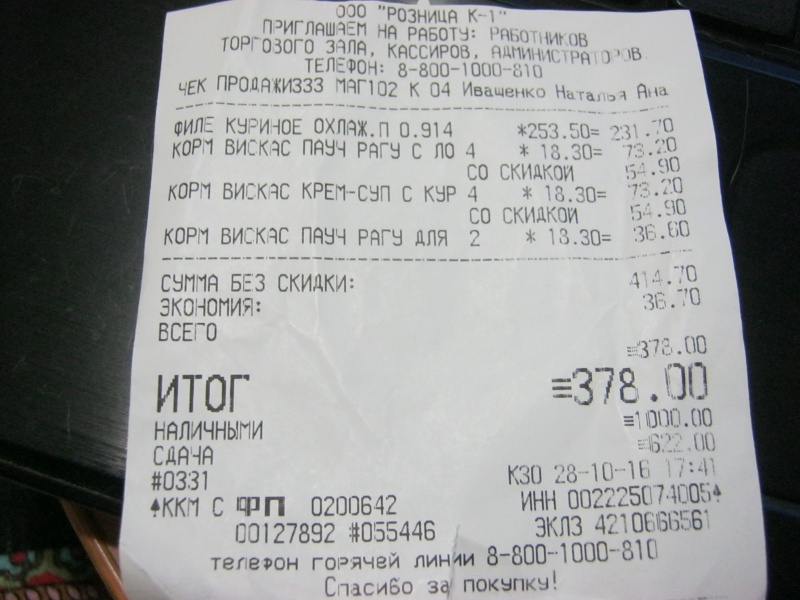 ООО "РОЗНИЦА К-1"
ПРИГЛАШАЕМ НА РАБОТУ: РАБОТНИКОВ
ТОРГОВОГО ЗАЛА, КАССИРОВ, АДМИНИСТРАТОРОВ.
ТЕЛЕФОН: 8-800-1000-810
ЧЕК ПРОДАЖИ333 МАГ102 К 04 Иващенко Наталья Ана
ФИЛЕ КУРИНОЕ ОХЛАЖ.П 0.914 *253.50= 231.70
КОРМ ВИСКАС ПАУЧ РАГУ С ЛО 4 * 18.30= 73.20
СО СКИДКОЙ 54.90
КОРМ ВИСКАС КРЕМ-СУП С КУР 4 * 18.30= 73.20
СО СКИДКОЙ 54.90
КОРМ ВИСКАС ПАУЧ РАГУ ДЛЯ 2 * 18.30= 36.60
СУММА БЕЗ СКИДКИ: 414.70
ЭКОНОМИЯ: 36.70
ВСЕГО
≡378.00
ИТОГ ≡378.00
НАЛИЧНЫМИ ≡1000.00
СДАЧА ≡622.00
#0331 К30 28-10-16 17:41
ККМ С ФП 0200642 ИНН 002225074005
00127892 #055446 ЭКЛЗ 4210666561
телефон горячей линии 8-800-1000-810
Спасибо за покупку!